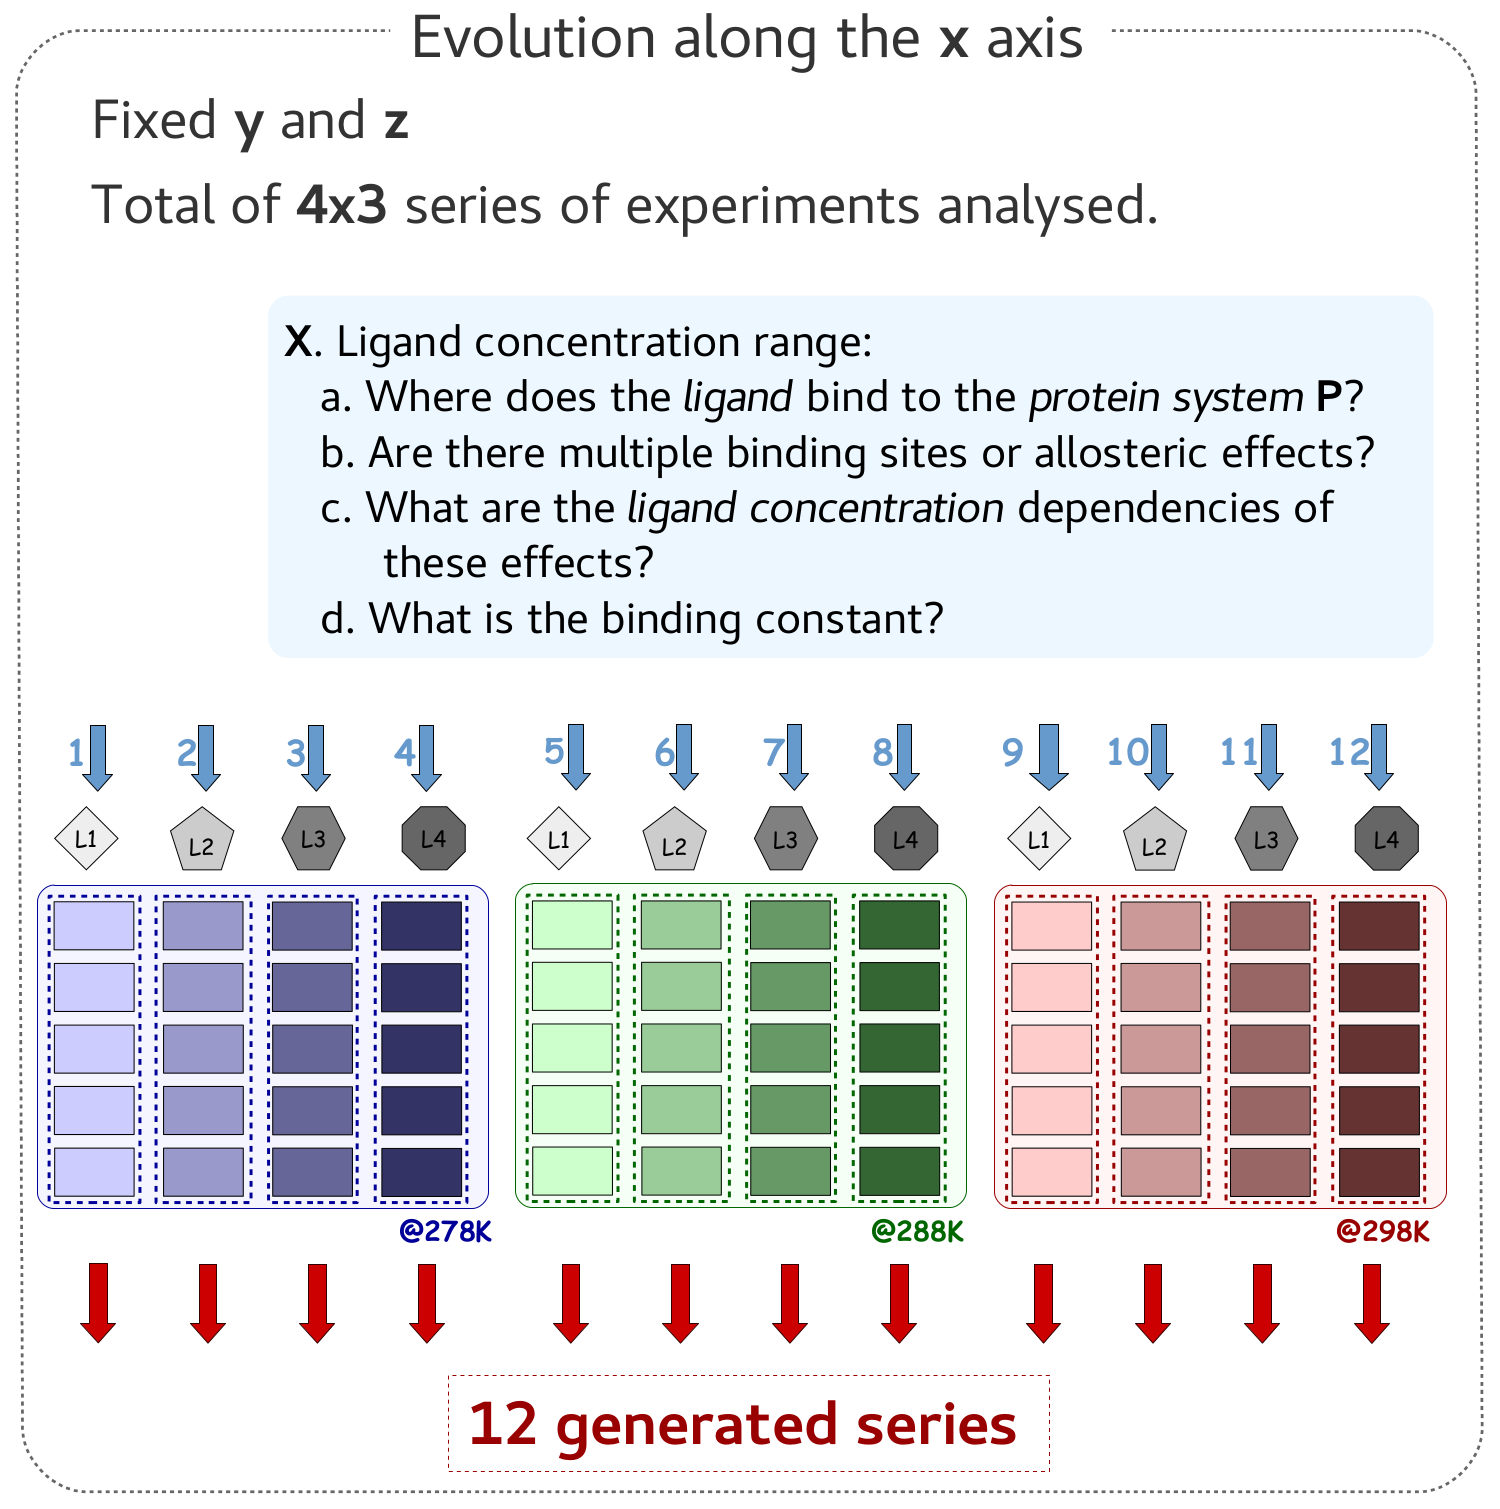 Evolution along the x axis
Fixed y and z
Total of 4x3 series of experiments analysed.
X. Ligand concentration range:
a. Where does the ligand bind to the protein system P?
b. Are there multiple binding sites or allosteric effects?
c. What are the ligand concentration dependencies of
these effects?
d. What is the binding constant?
1 2 3 4 5 6 7 8 9 10 11 12
L1 L2 L3 L4 L1 L2 L3 L4 L1 L2 L3 L4
@278K @288K @298K
12 generated series